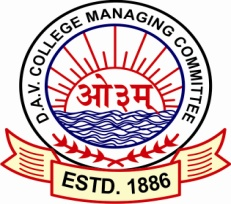 D.A.V. COLLEGE MANAGING COMMITTEE
ओ३म्
ESTD. 1886